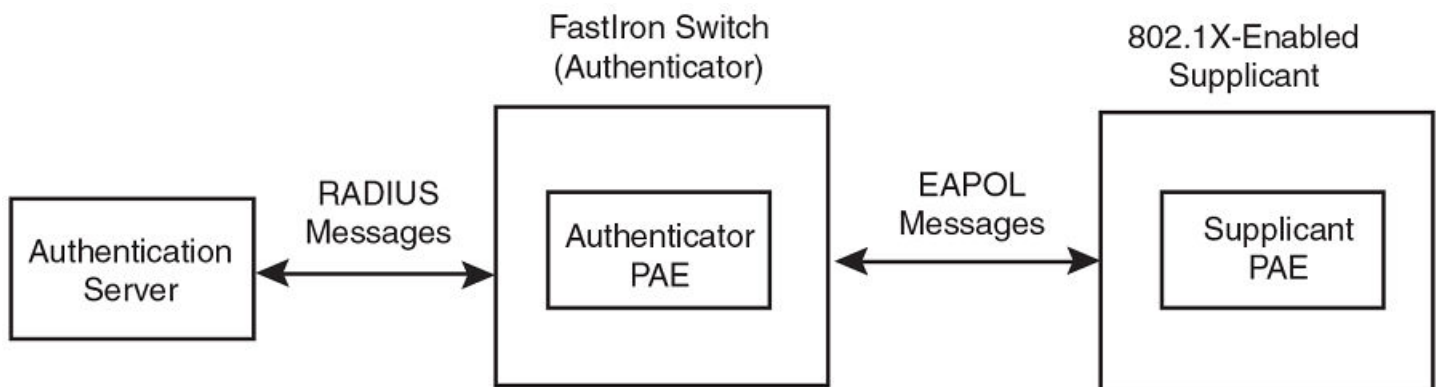 FastIron Switch
(Authenticator)
802.1X-Enabled
Supplicant
RADIUS
Messages
EAPOL
Messages
Authentication
Server
Authenticator
PAE
Supplicant
PAE